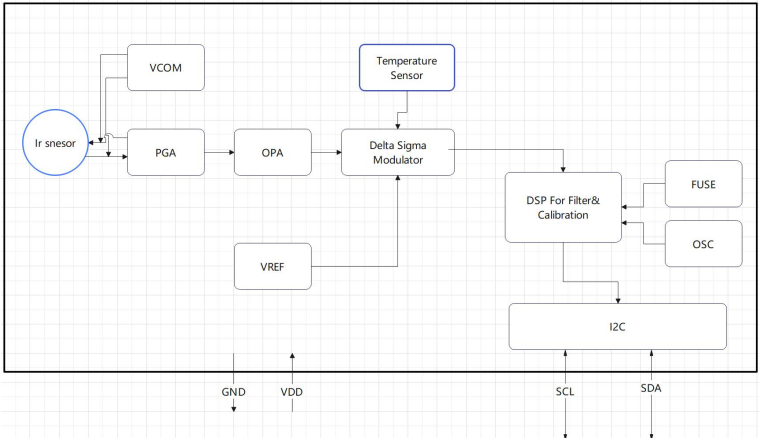 VCOM
Temperature
Sensor
Ir snesor
PGA
OPA
Delta Sigma
Modulator
DSP For Filter&
Calibration
FUSE
OSC
VREF
I2C
GND
VDD
SCL
SDA